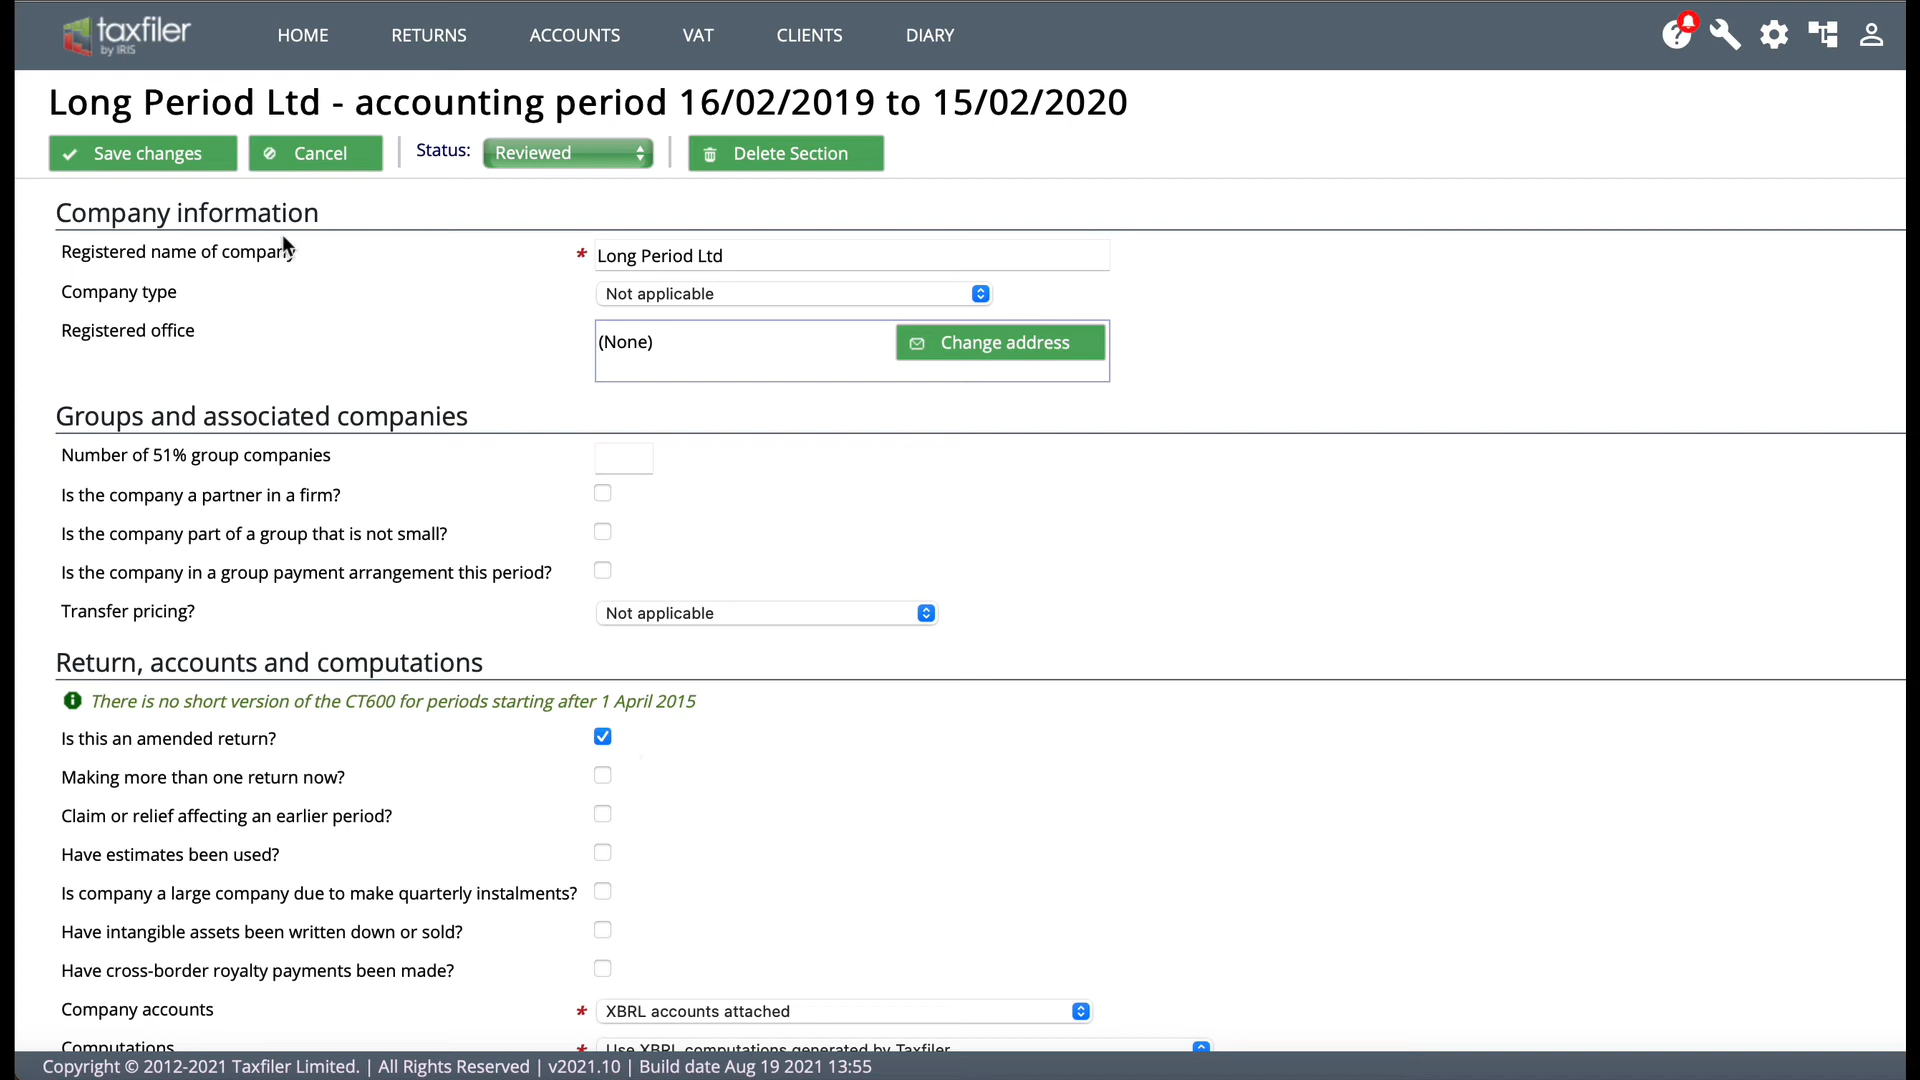 taxfiler
by IRIS
HOME RETURNS ACCOUNTS VAT CLIENTS DIARY
Long Period Ltd - accounting period 16/02/2019 to 15/02/2020
Save changes Cancel Status: Reviewed Delete Section
Company information
Registered name of company * Long Period Ltd
Company type Not applicable
Registered office (None) Change address
Groups and associated companies
Number of 51% group companies
Is the company a partner in a firm?
Is the company part of a group that is not small?
Is the company in a group payment arrangement this period?
Transfer pricing? Not applicable
Return, accounts and computations
There is no short version of the CT600 for periods starting after 1 April 2015
Is this an amended return?
Making more than one return now?
Claim or relief affecting an earlier period?
Have estimates been used?
Is company a large company due to make quarterly instalments?
Have intangible assets been written down or sold?
Have cross-border royalty payments been made?
Company accounts * XBRL accounts attached
Computations * Use XBRL computations generated by Taxfiler
Copyright © 2012-2021 Taxfiler Limited. | All Rights Reserved | v2021.10 | Build date Aug 19 2021 13:55